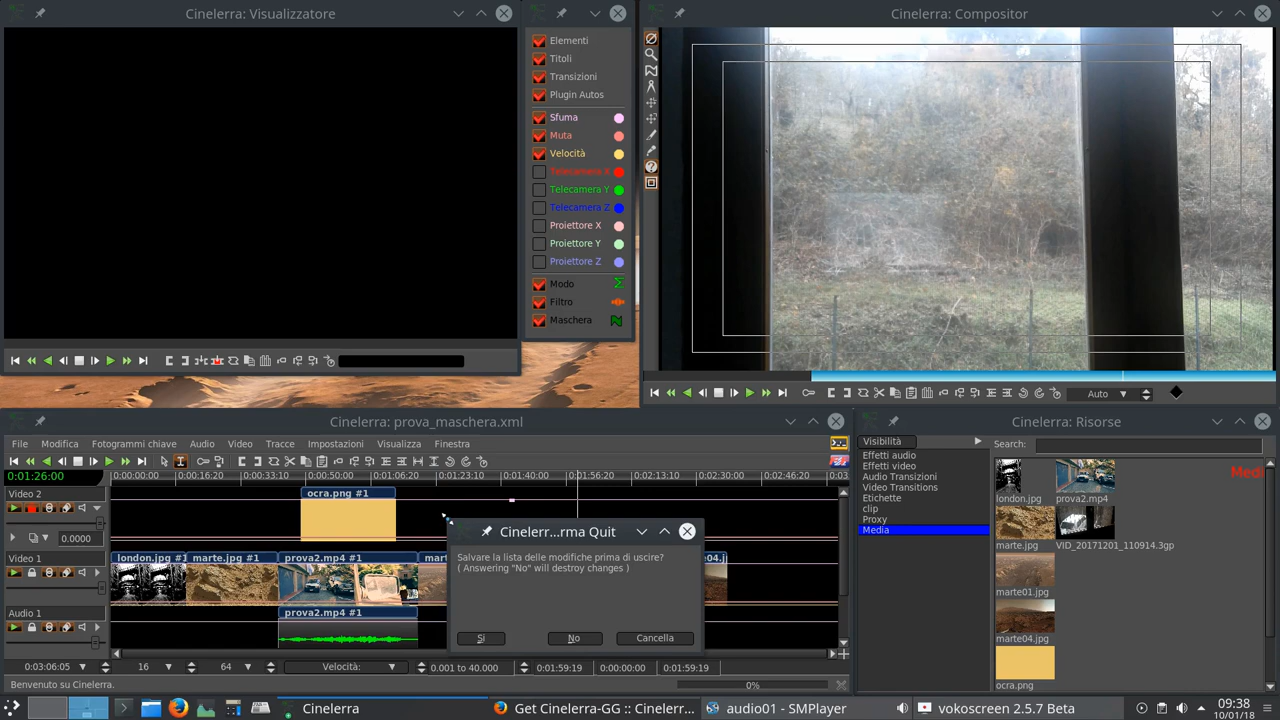 Cinelerra: Visualizzatore
Cinelerra: Compositor
Elementi
Titoli
Transizioni
Plugin Autos
Sfuma
Muta
Velocità
Telecamera X
Telecamera Y
Telecamera Z
Proiettore X
Proiettore Y
Proiettore Z
Modo
Filtro
Maschera
Auto
Cinelerra: prova_maschera.xml
File Modifica Fotogrammi chiave Audio Video Tracce Impostazioni Visualizza Finestra
0:01:26:00
0:00:00:00 0:00:16:20 0:00:33:10 0:00:50:00 0:01:06:20 0:01:23:10 0:01:40:00 0:01:56:20 0:02:13:10 0:02:30:00 0:02:46:20 0:03
Video 2
ocra.png #1
0.0000
Video 1
london.jpg #1 marte.jpg #1 prova2.mp4 #1 mart e04.j
Audio 1
prova2.mp4 #1
Cinelerr...rma Quit
Salvare la lista delle modifiche prima di uscire?
( Answering "No" will destroy changes )
Sì No Cancella
0:03:06:05 16 64 Velocità: 0.001 to 40.000 0:01:59:19 0:00:00:00 0:01:59:19
Benvenuto su Cinelerra. 0%
Cinelerra: Risorse
Visibilità
Search:
Effetti audio
Effetti video
Audio Transizioni
Video Transitions
Etichette
clip
Proxy
Media
Medi
london.jpg prova2.mp4
marte.jpg VID_20171201_110914.3gp
marte01.jpg
marte04.jpg
ocra.png
Cinelerra
Get Cinelerra-GG :: Cinelerr...
audio01 - SMPlayer
vokoscreen 2.5.7 Beta
09:38
10/01/18